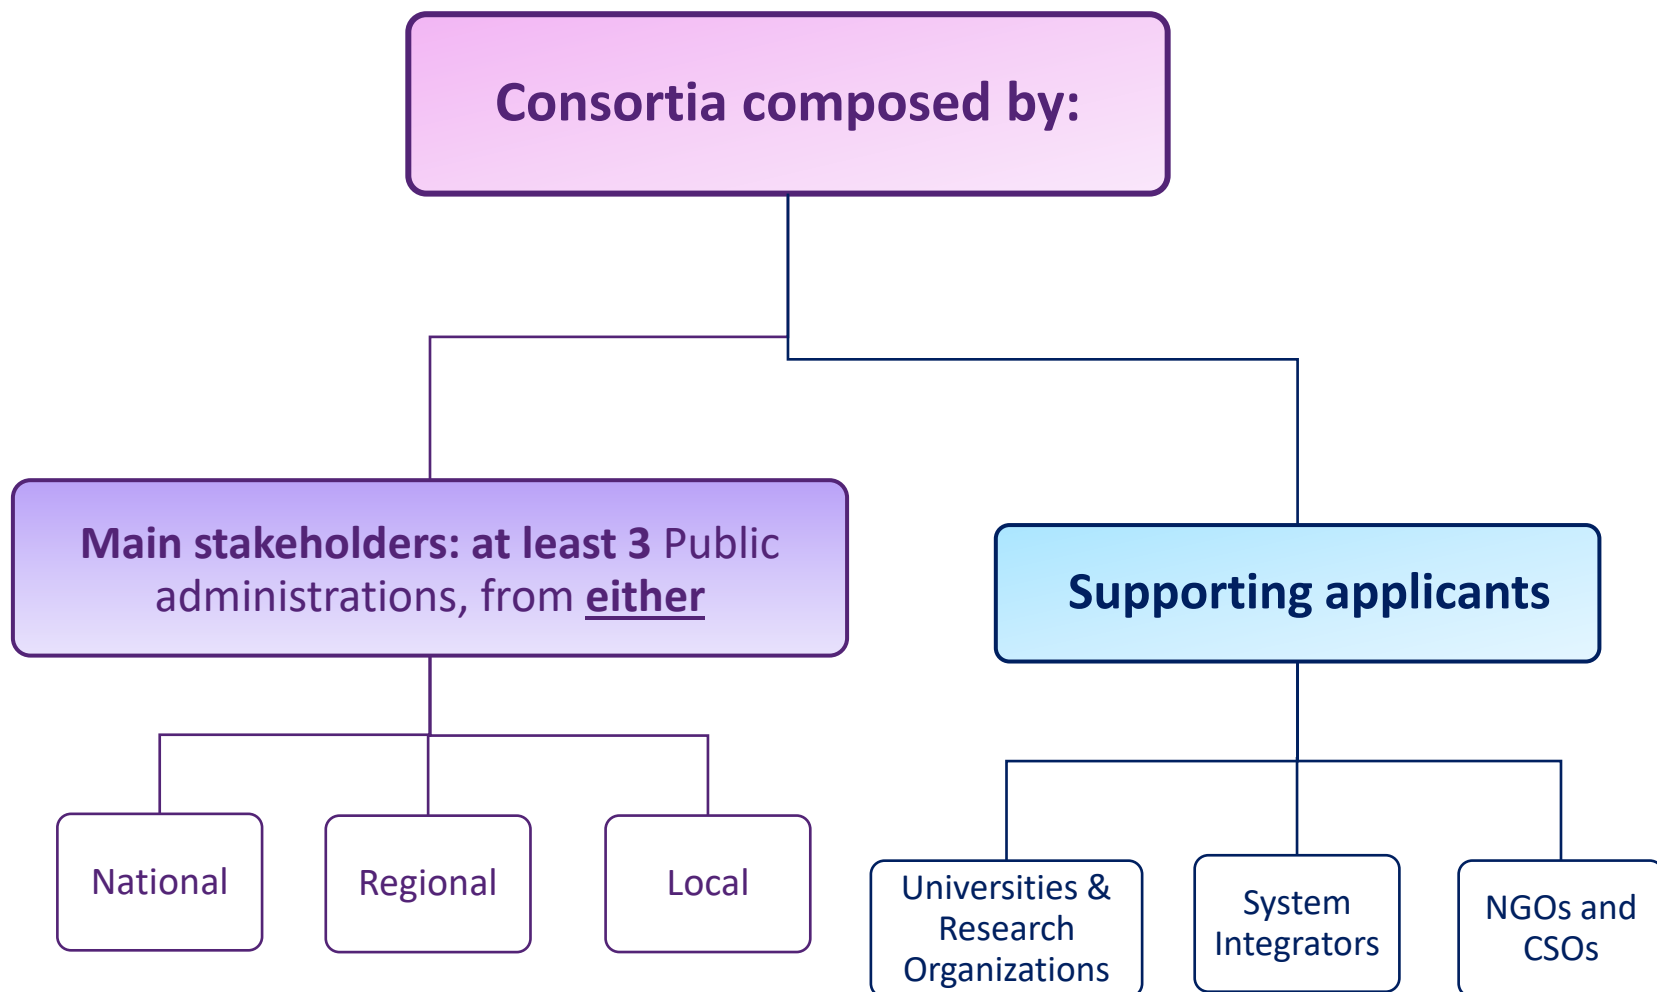 Consortia composed by:
Main stakeholders: at least 3 Public
administrations, from either
Supporting applicants
National
Regional
Local
Universities &
Research
Organizations
System
Integrators
NGOs and
CSOs